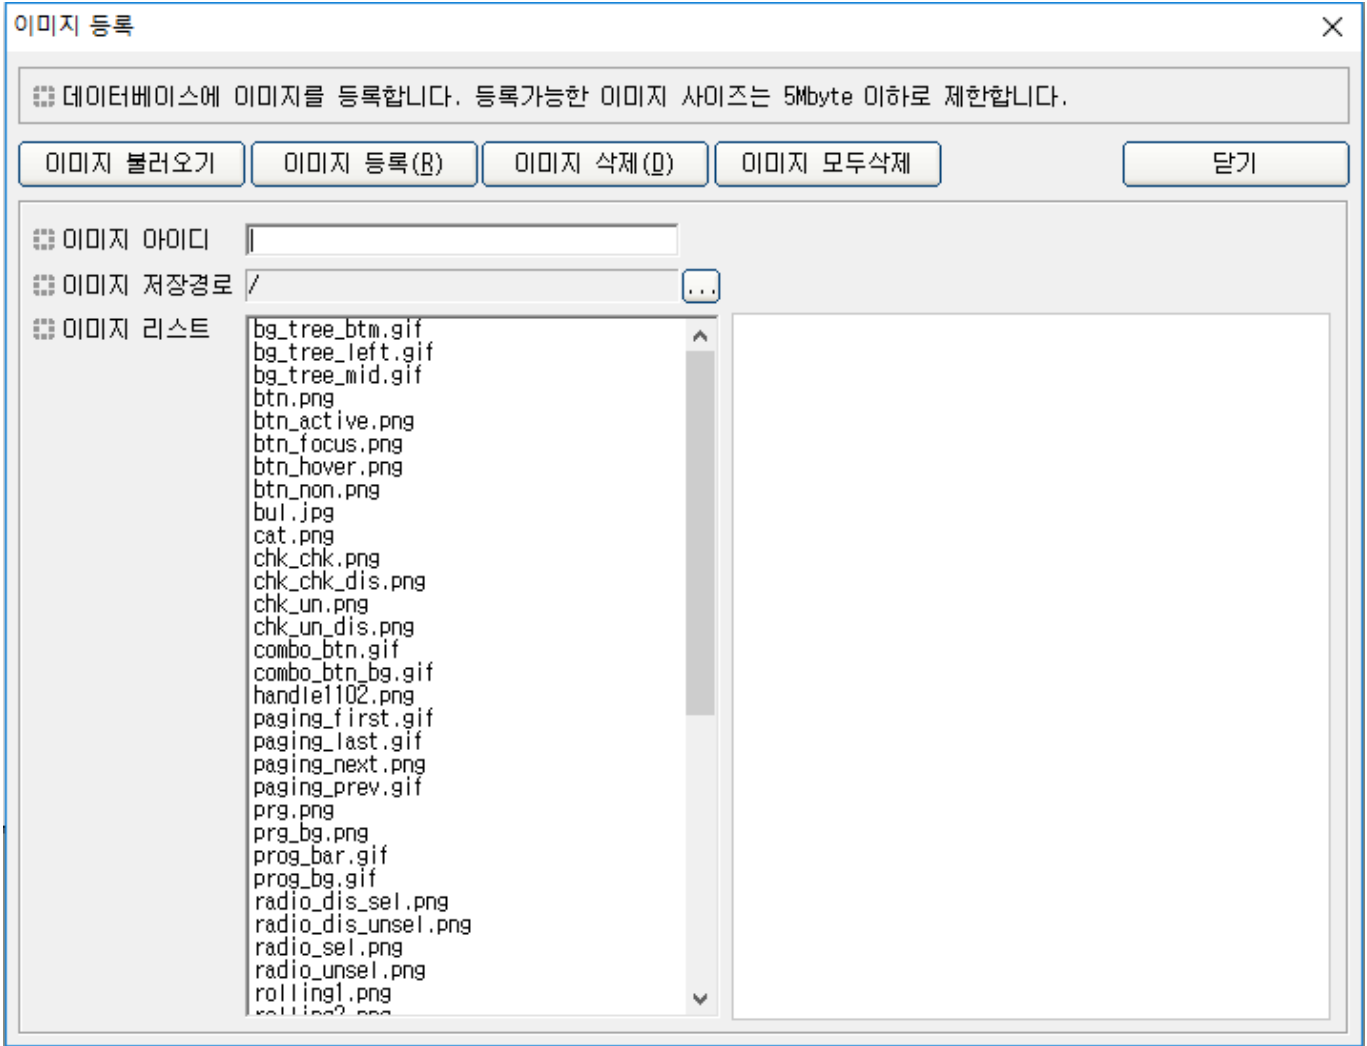 이미지 등록
데이터베이스에 이미지를 등록합니다. 등록가능한 이미지 사이즈는 5Mbyte 이하로 제한합니다.
이미지 불러오기 이미지 등록(R) 이미지 삭제(D) 이미지 모두삭제 닫기
이미지 아이디
이미지 저장경로 / ...
이미지 리스트
bg_tree_btm.gif
bg_tree_left.gif
bg_tree_mid.gif
btn.png
btn_active.png
btn_focus.png
btn_hover.png
btn_non.png
bul.jpg
cat.png
chk_chk.png
chk_chk_dis.png
chk_un.png
chk_un_dis.png
combo_btn.gif
combo_btn_bg.gif
handle1102.png
paging_first.gif
paging_last.gif
paging_next.png
paging_prev.gif
prg.png
prg_bg.png
prog_bar.gif
prog_bg.gif
radio_dis_sel.png
radio_dis_unsel.png
radio_sel.png
radio_unsel.png
rolling1.png
rolling2.png